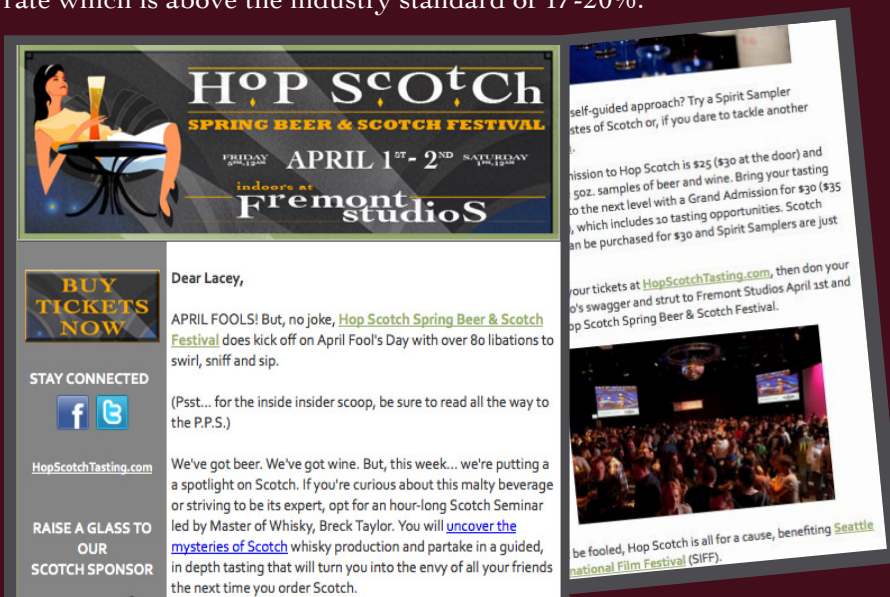 rate which is above the industry standard of 17-20%.
HoP ScOtCh
SPRING BEER & SCOTCH FESTIVAL
FRIDAY 5PM-12AM APRIL 1ST - 2ND SATURDAY 1PM-12AM
indoors at
Fremont
studioS
BUY
TICKETS
NOW
STAY CONNECTED
HopScotchTasting.com
RAISE A GLASS TO
OUR
SCOTCH SPONSOR
Dear Lacey,
APRIL FOOLS! But, no joke, Hop Scotch Spring Beer & Scotch
Festival does kick off on April Fool's Day with over 80 libations to
swirl, sniff and sip.
(Psst... for the inside insider scoop, be sure to read all the way to
the P.P.S.)
We've got beer. We've got wine. But, this week... we're putting a
a spotlight on Scotch. If you're curious about this malty beverage
or striving to be its expert, opt for an hour-long Scotch Seminar
led by Master of Whisky, Breck Taylor. You will uncover the
mysteries of Scotch whisky production and partake in a guided,
in depth tasting that will turn you into the envy of all your friends
the next time you order Scotch.
self-guided approach? Try a Spirit Sampler
stes of Scotch or, if you dare to tackle another
mission to Hop Scotch is $25 ($30 at the door) and
5oz. samples of beer and wine. Bring your tasting
to the next level with a Grand Admission for $30 ($35
, which includes 10 tasting opportunities. Scotch
an be purchased for $30 and Spirit Samplers are just
our tickets at HopScotchTasting.com, then don your
o's swagger and strut to Fremont Studios April 1st and
op Scotch Spring Beer & Scotch Festival.
be fooled, Hop Scotch is all for a cause, benefiting Seattle
national Film Festival (SIFF).